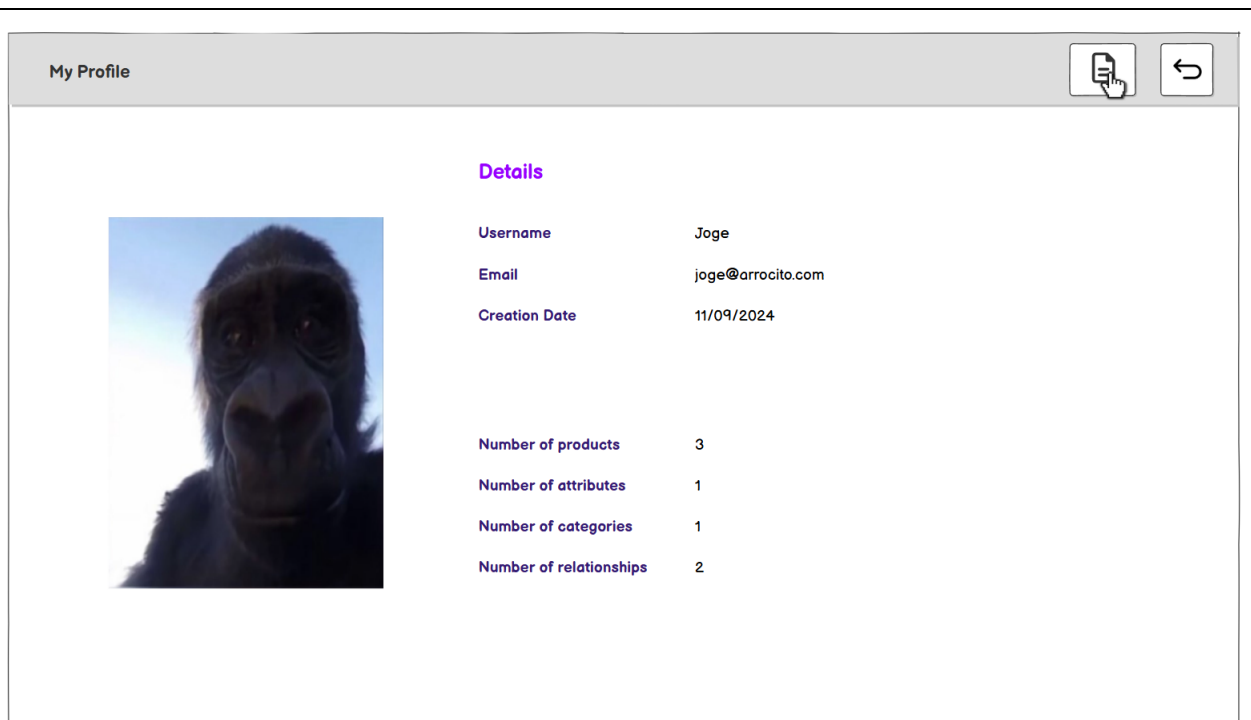 My Profile
Details
Username Joge
Email joge@arrocito.com
Creation Date 11/09/2024
Number of products 3
Number of attributes 1
Number of categories 1
Number of relationships 2